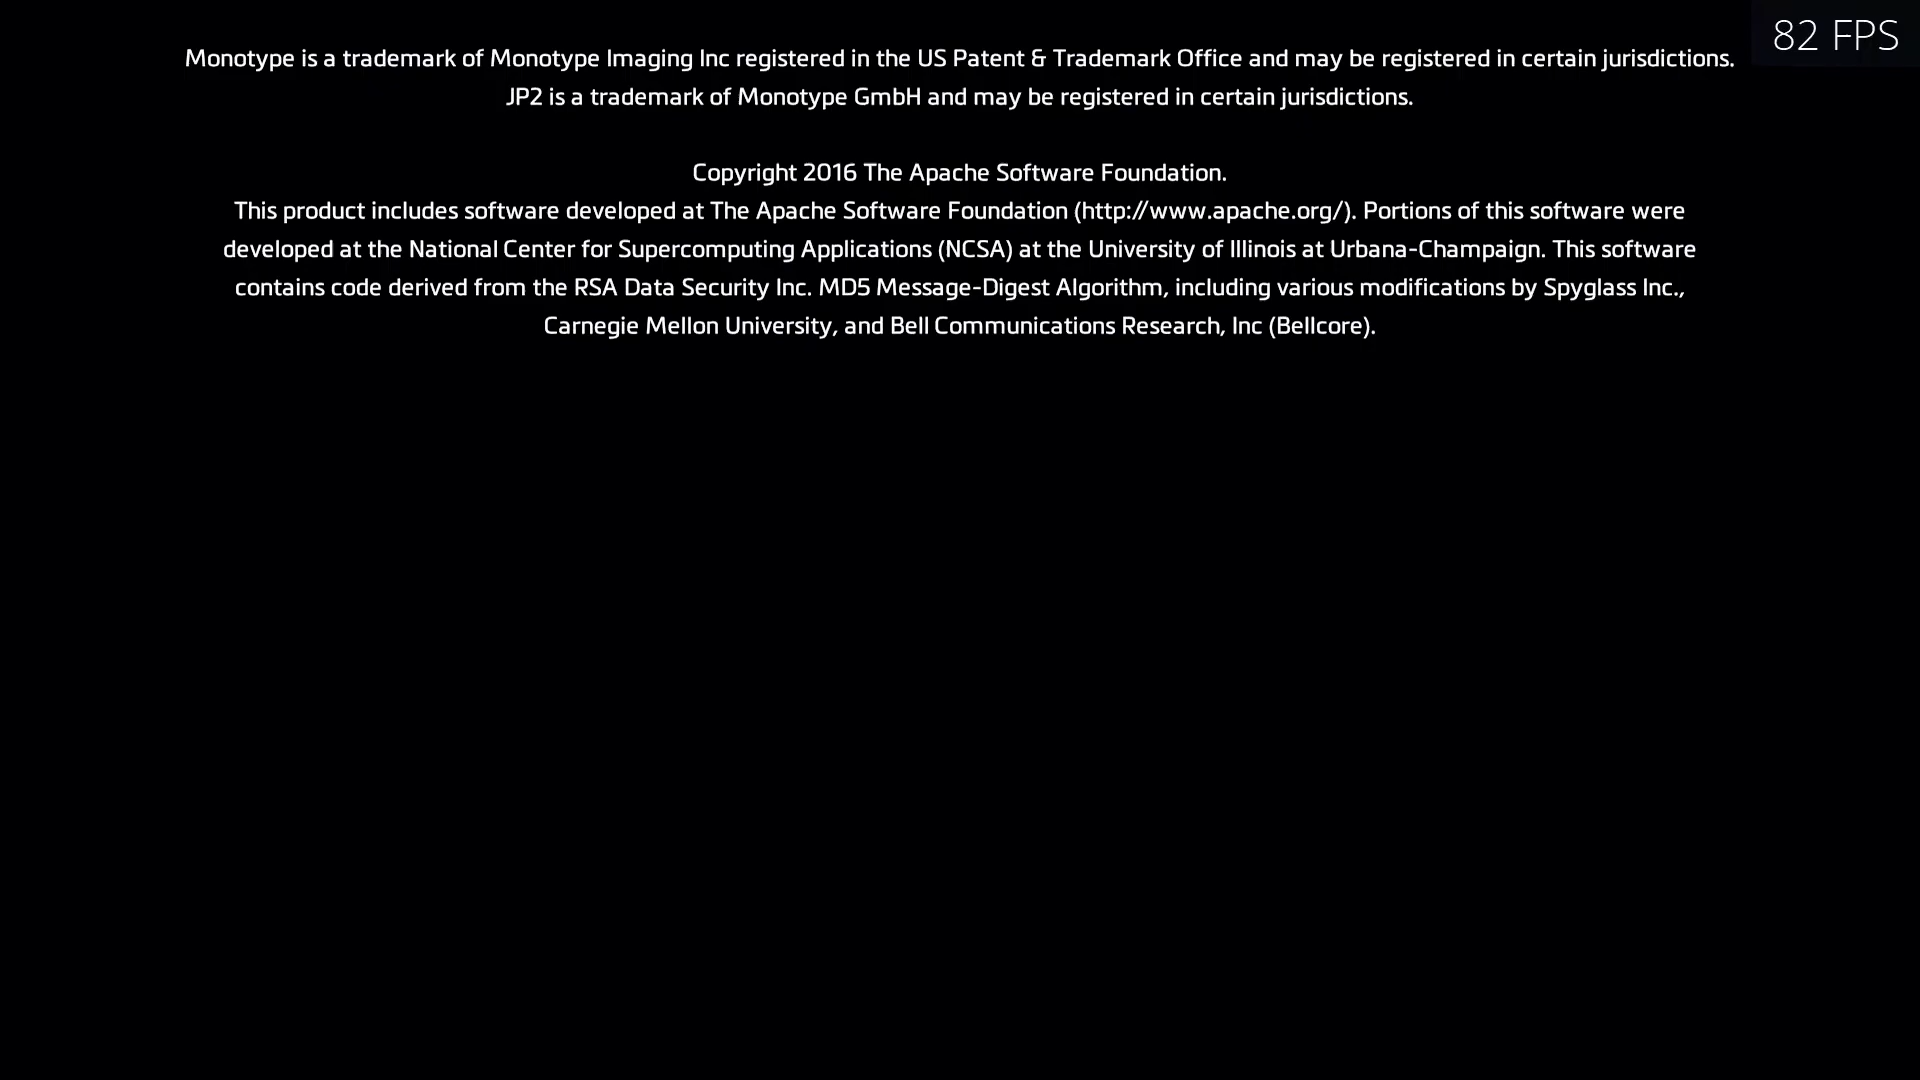 82 FPS
Monotype is a trademark of Monotype Imaging Inc registered in the US Patent & Trademark Office and may be registered in certain jurisdictions.
JP2 is a trademark of Monotype GmbH and may be registered in certain jurisdictions.
Copyright 2016 The Apache Software Foundation.
This product includes software developed at The Apache Software Foundation (http://www.apache.org/). Portions of this software were
developed at the National Center for Supercomputing Applications (NCSA) at the University of Illinois at Urbana-Champaign. This software
contains code derived from the RSA Data Security Inc. MD5 Message-Digest Algorithm, including various modifications by Spyglass Inc.,
Carnegie Mellon University, and Bell Communications Research, Inc (Bellcore).